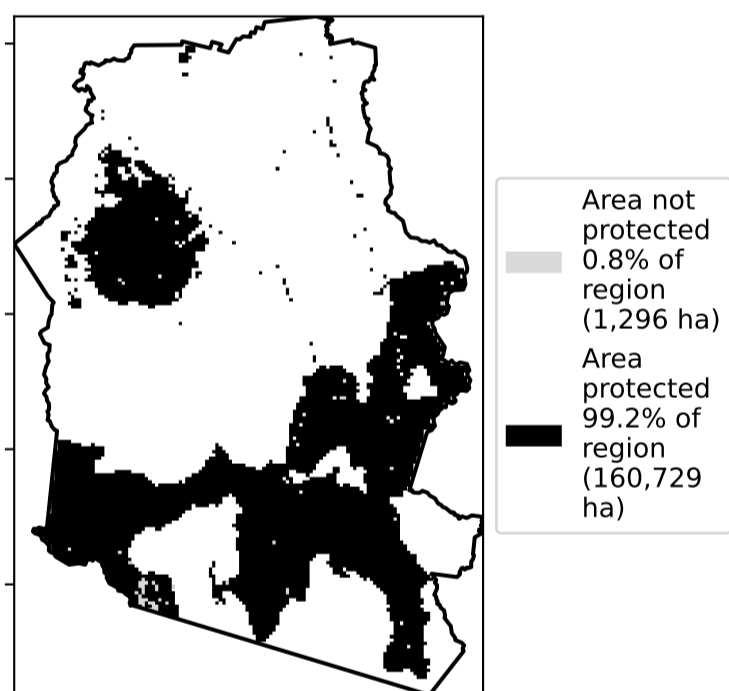 Area not
protected
0.8% of
region
(1,296 ha)
Area
protected
99.2% of
region
(160,729
ha)